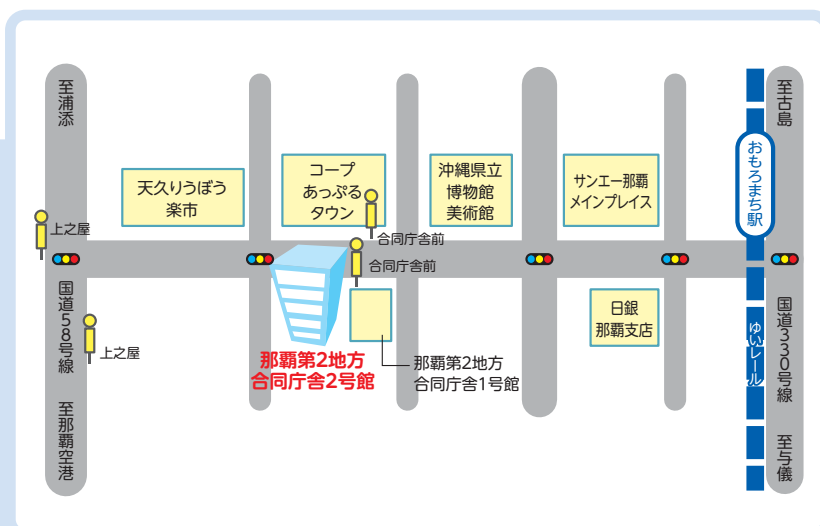 至浦添
至古島
天久りうぼう
楽市
コープ
あっぷる
タウン
沖縄県立
博物館
美術館
サンエー那覇
メインプレイス
おもろまち駅
上之屋
合同庁舎前
合同庁舎前
国道58号線
上之屋
日銀
那覇支店
ゆいレール
国道330号線
那覇第2地方
合同庁舎2号館
那覇第2地方
合同庁舎1号館
至那覇空港
至与儀